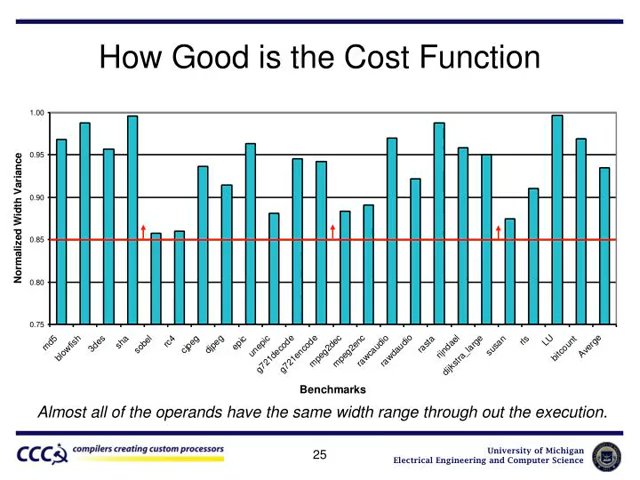 How Good is the Cost Function
1.00
0.95
0.90
0.85
0.80
0.75
Normalized Width Variance
md5
blowfish
3des
sha
sobel
rc4
cjpeg
djpeg
epic
unepic
g721decode
g721encode
mpeg2dec
mpeg2enc
rawcaudio
rawdaudio
rasta
rijndael
dijkstra_large
susan
rls
LU
bitcount
Averge
Benchmarks
Almost all of the operands have the same width range through out the execution.
CCC
compilers creating custom processors
25
University of Michigan
Electrical Engineering and Computer Science